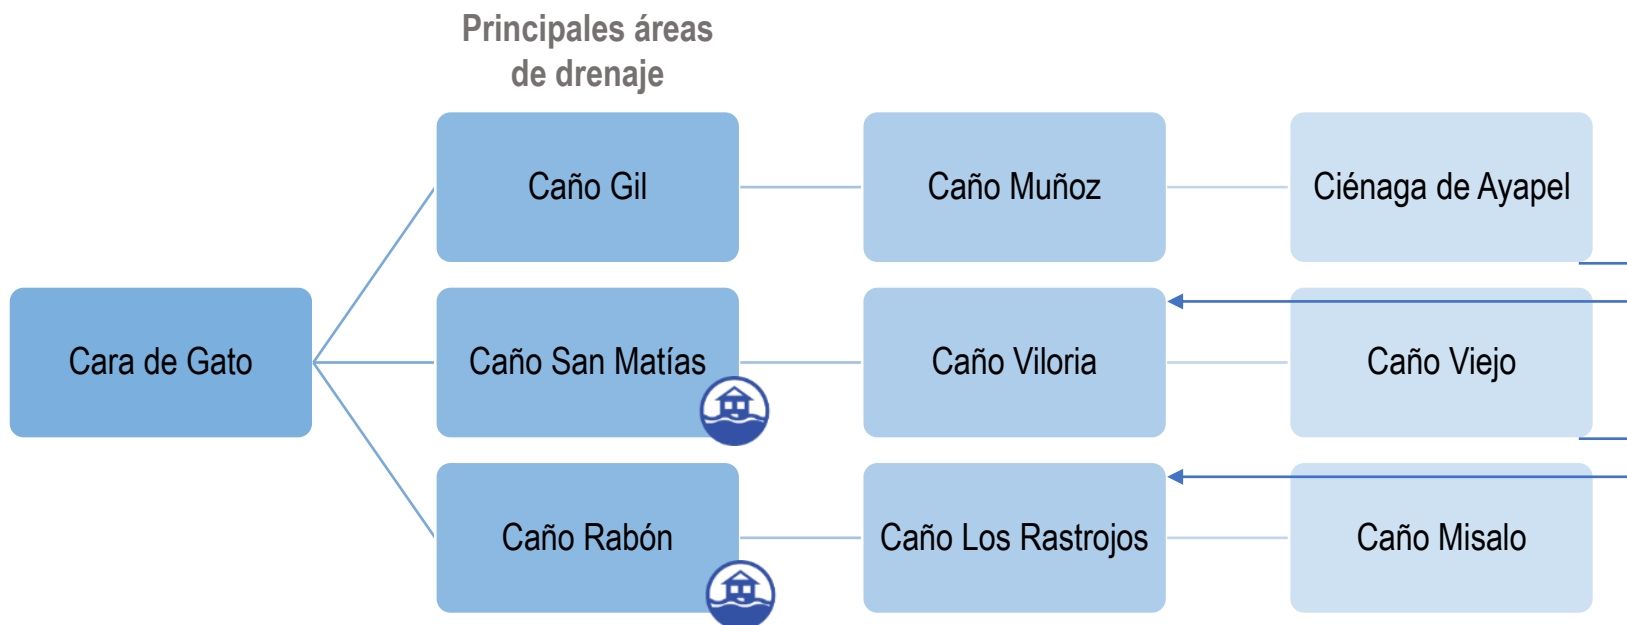 Principales áreas
de drenaje
Caño Gil
Caño Muñoz
Ciénaga de Ayapel
Cara de Gato
Caño San Matías
Caño Viloria
Caño Viejo
Caño Rabón
Caño Los Rastrojos
Caño Misalo